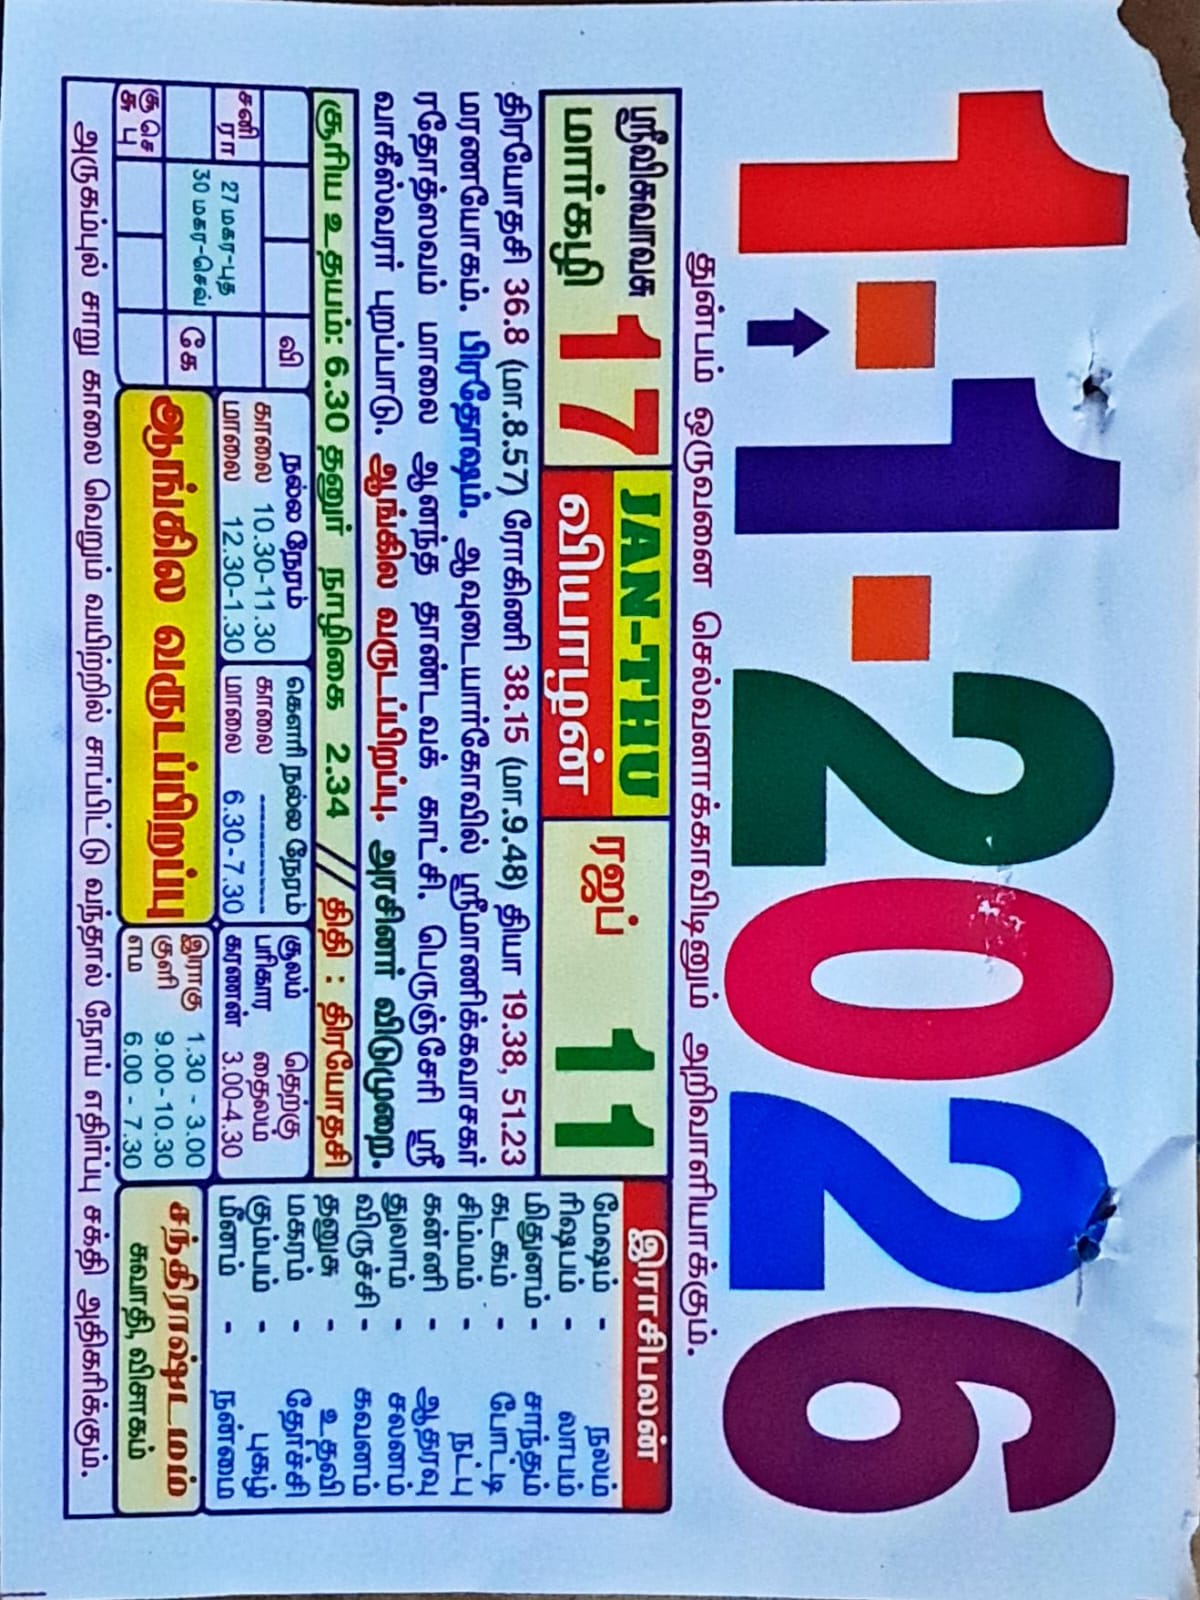 1.1.2026
துன்பம் ஒருவனை செல்வனாக்காவிடினும் அறிவாளியாக்கும்.
ஸ்ரீவிசுவாவசு
மார்கழி
17
JAN-THU
வியாழன்
ரஜப்
11
திரயோதசி 36.8 (மா.8.57) ரோகிணி 38.15 (மா.9.48) தியா 19.38, 51.23
மரணயோகம். பிரதோஷம். ஆவுடையார்கோவில் ஸ்ரீமாணிக்கவாசகர்
ரதோத்ஸவம் மாலை ஆனந்த தாண்டவக் காட்சி. பெருஞ்சேரி ஸ்ரீ
வாகீஸ்வரர் புறப்பாடு. ஆங்கில வருடப்பிறப்பு. அரசினர் விடுமுறை.
சூரிய உதயம்: 6.30 தனுர் நாழிகை 2.34 // திதி : திரயோதசி
வி
சனி
ரா
27 மகர-புத
30 மகர-செவ்
கே
சூ செ
சு பு
நல்ல நேரம்
காலை 10.30-11.30
மாலை 12.30-1.30
கௌரி நல்ல நேரம்
காலை ----------
மாலை 6.30-7.30
சூலம் தெற்கு
பரிகார தைலம்
கரணன் 3.00-4.30
ஆங்கில வருடப்பிறப்பு
இராகு 1.30 - 3.00
குளி 9.00-10.30
எம 6.00 - 7.30
இராசிபலன்
மேஷம் - நலம்
ரிஷபம் - லாபம்
மிதுனம் - சாந்தம்
கடகம் - போட்டி
சிம்மம் - நட்பு
கன்னி - ஆதரவு
துலாம் - சலனம்
விருச்சி - கவனம்
தனுசு - உதவி
மகரம் - தேர்ச்சி
கும்பம் - புகழ்
மீனம் - நன்மை
சந்திராஷ்டமம்
சுவாதி, விசாகம்
அருகம்புல் சாறு காலை வெறும் வயிற்றில் சாப்பிட்டு வந்தால் நோய் எதிர்ப்பு சக்தி அதிகரிக்கும்.